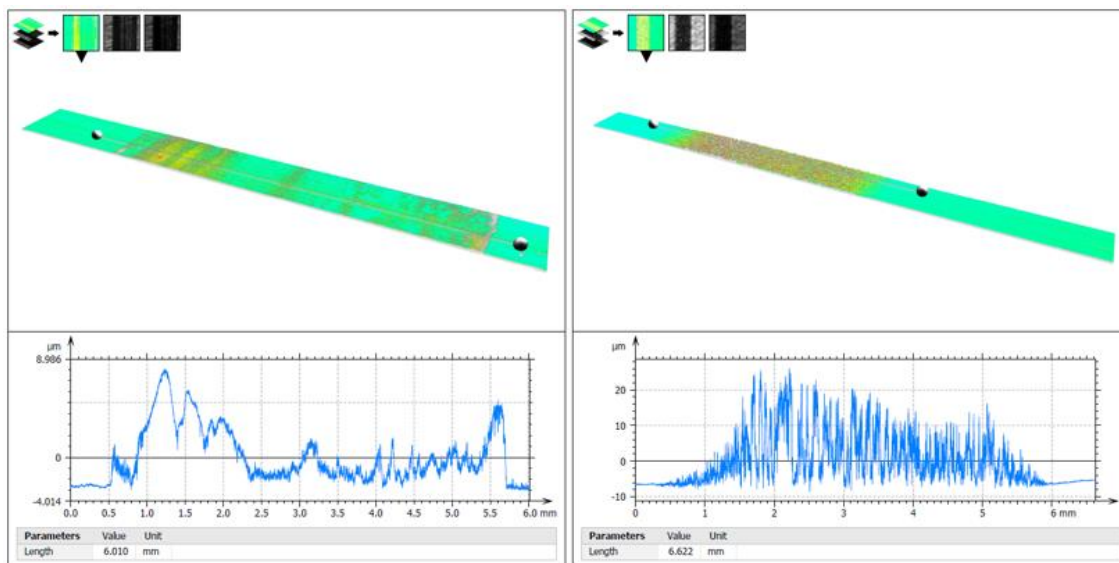 µm
8.986
0
-4.014
0.0 0.5 1.0 1.5 2.0 2.5 3.0 3.5 4.0 4.5 5.0 5.5 6.0 mm
Parameters Value Unit
Length 6.010 mm
µm
20
10
0
-10
0 1 2 3 4 5 6 mm
Parameters Value Unit
Length 6.622 mm